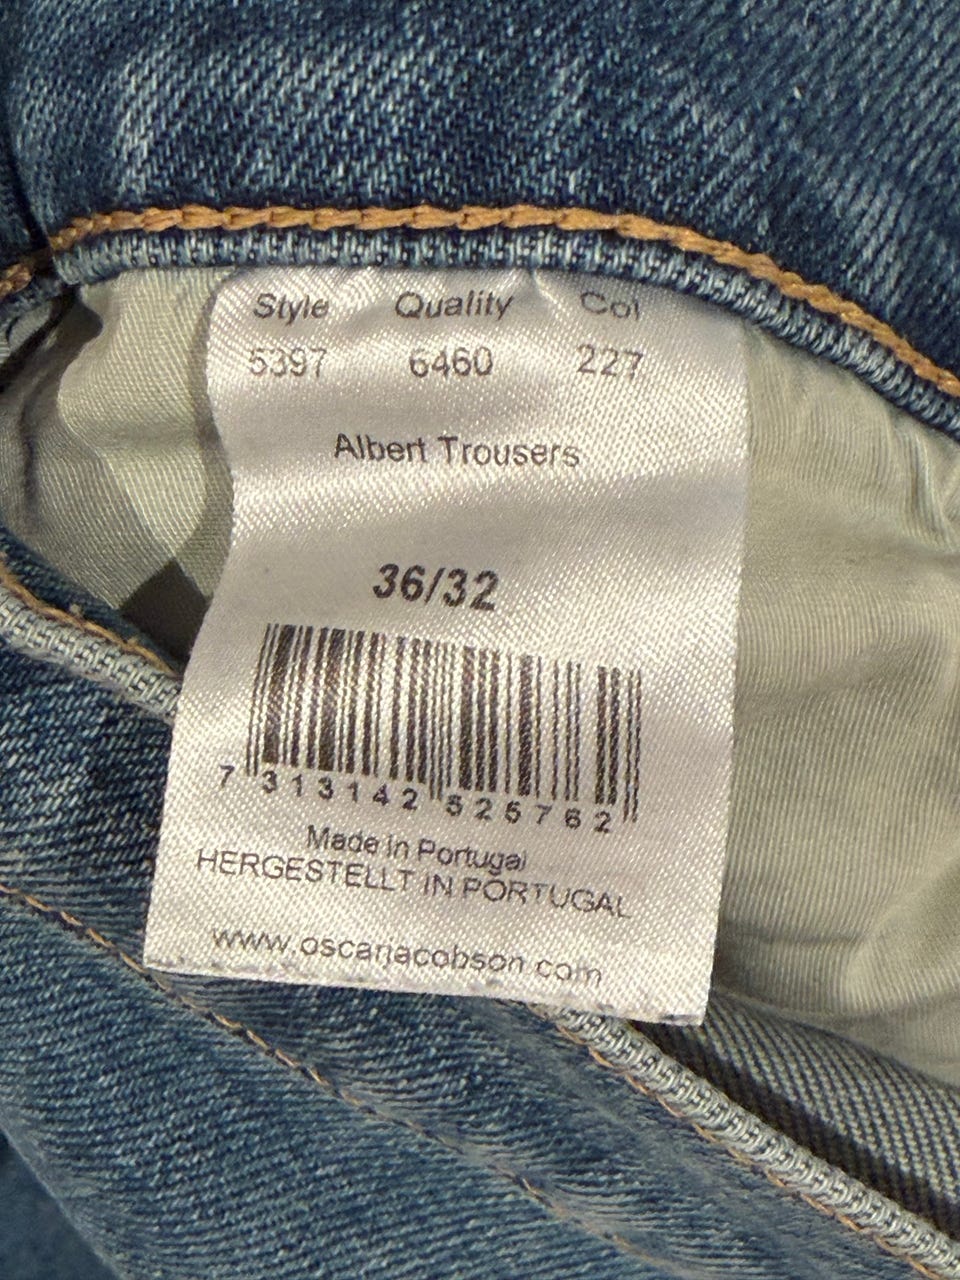 Style Quality Col
5397 6460 227
Albert Trousers
36/32
7 313142 525762
Made in Portugal
HERGESTELLT IN PORTUGAL
www.oscarjacobson.com